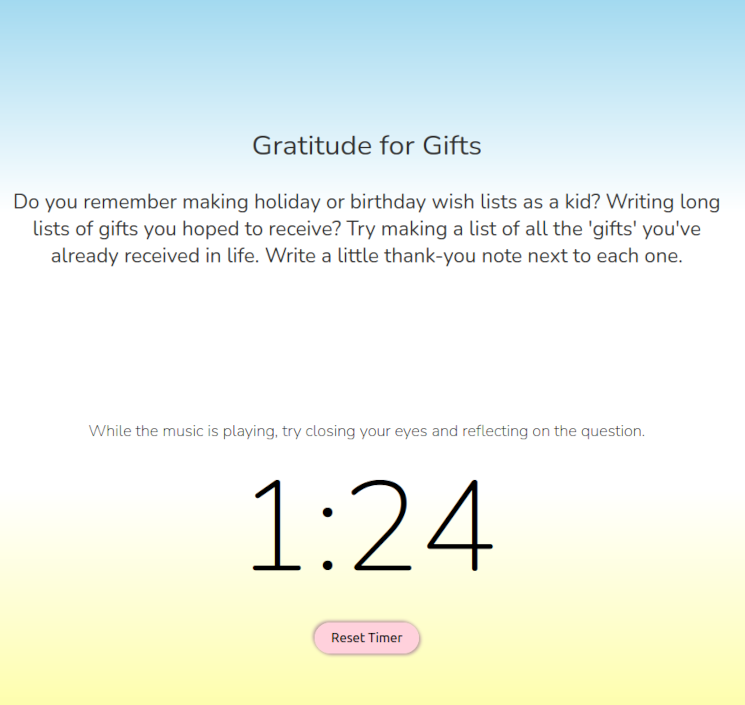 Gratitude for Gifts
Do you remember making holiday or birthday wish lists as a kid? Writing long
lists of gifts you hoped to receive? Try making a list of all the 'gifts' you've
already received in life. Write a little thank-you note next to each one.
While the music is playing, try closing your eyes and reflecting on the question.
1:24
Reset Timer